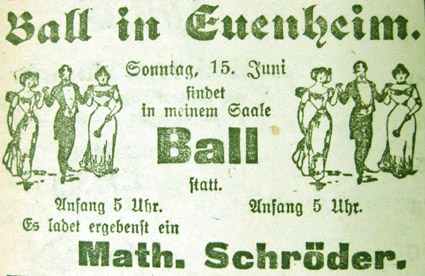 Ball in Euenheim.
Sonntag, 15. Juni
findet
in meinem Saale
Ball
statt.
Anfang 5 Uhr. Anfang 5 Uhr.
Es ladet ergebenst ein
Math. Schröder.